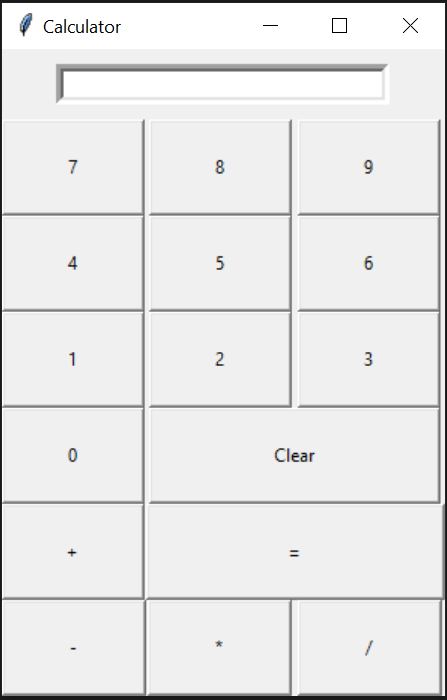 Calculator
7 8 9
4 5 6
1 2 3
0 Clear
+ =
- * /